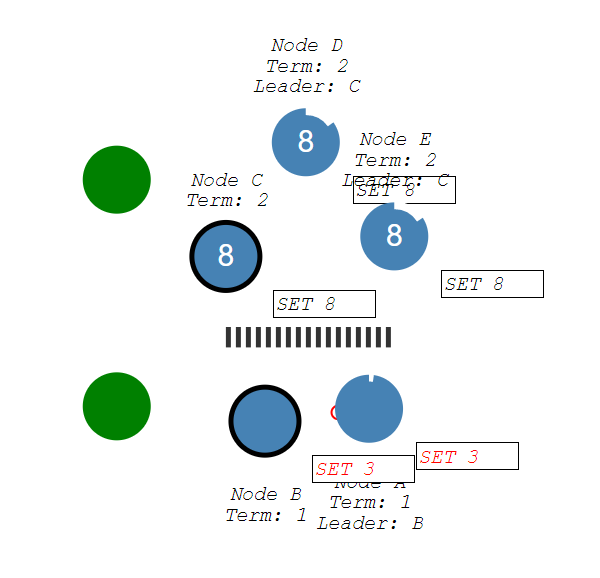 Node D
Term: 2
Leader: C
8
Node E
Term: 2
Leader: C
SET 8
8
Node C
Term: 2
8
SET 8
SET 8
SET 3
SET 3
Node B
Term: 1
Node A
Term: 1
Leader: B